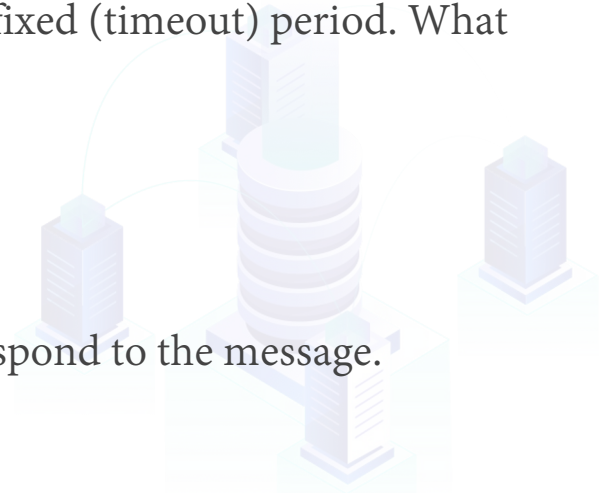 fixed (timeout) period. What
spond to the message.